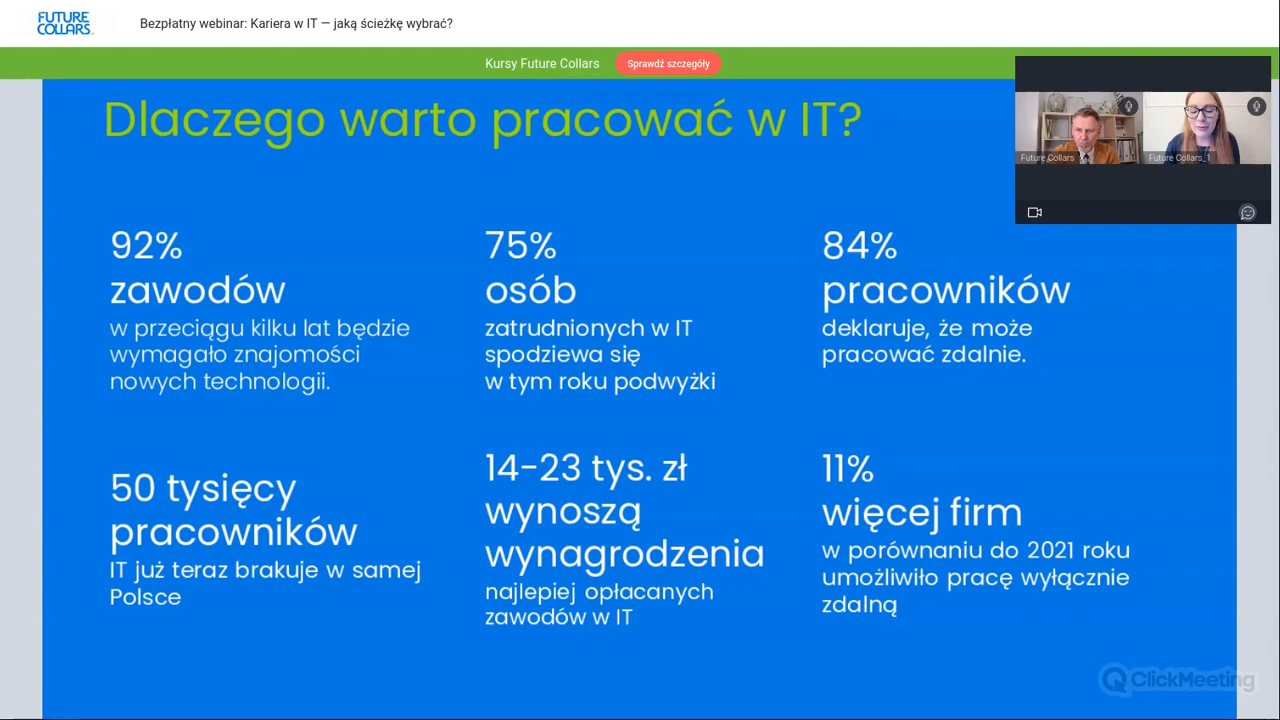 FUTURE
COLLARS.
Bezpłatny webinar: Kariera w IT — jaką ścieżkę wybrać?
Kursy Future Collars
Sprawdź szczegóły
Future Collars
Future Collars_1
Dlaczego warto pracować w IT?
92%
zawodów
w przeciągu kilku lat będzie
wymagało znajomości
nowych technologii.
75%
osób
zatrudnionych w IT
spodziewa się
w tym roku podwyżki
84%
pracowników
deklaruje, że może
pracować zdalnie.
50 tysięcy
pracowników
IT już teraz brakuje w samej
Polsce
14-23 tys. zł
wynoszą
wynagrodzenia
najlepiej opłacanych
zawodów w IT
11%
więcej firm
w porównaniu do 2021 roku
umożliwiło pracę wyłącznie
zdalną
ClickMeeting